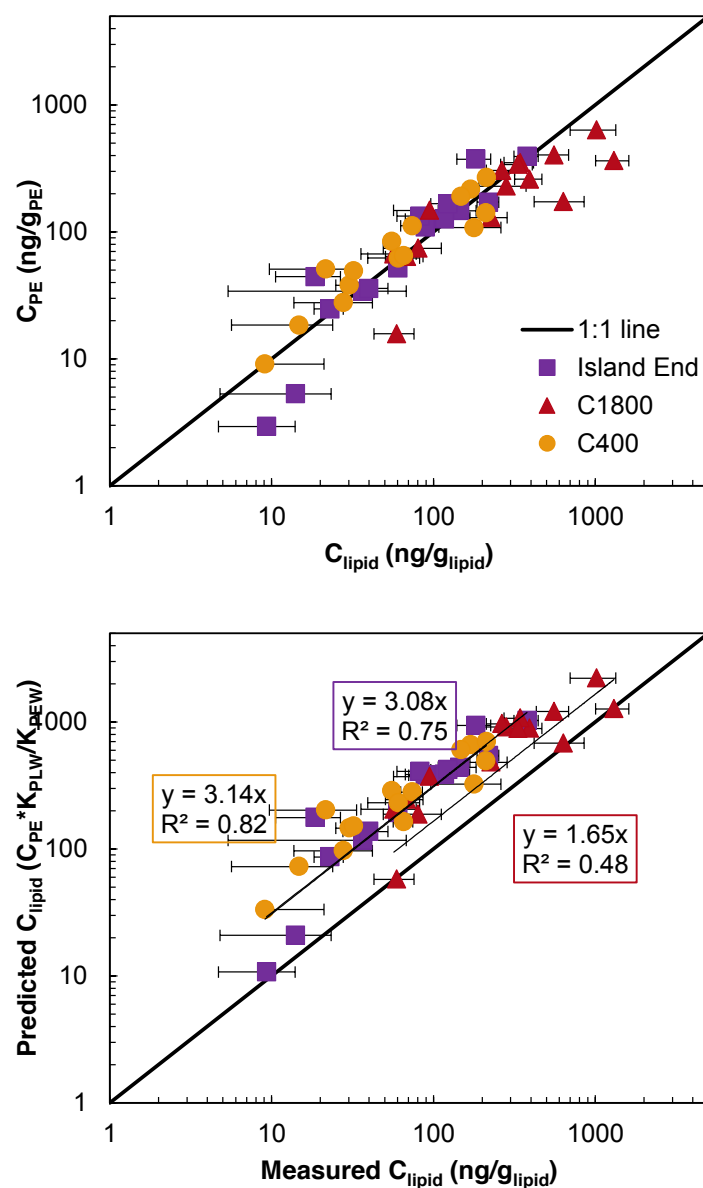 1000
100
10
1
C_PE (ng/g_PE)
1:1 line
Island End
C1800
C400
1 10 100 1000
C_lipid (ng/g_lipid)
1000
100
10
1
Predicted C_lipid (C_PE*K_PLW/K_PEW)
y = 3.08x
R² = 0.75
y = 3.14x
R² = 0.82
y = 1.65x
R² = 0.48
1 10 100 1000
Measured C_lipid (ng/g_lipid)